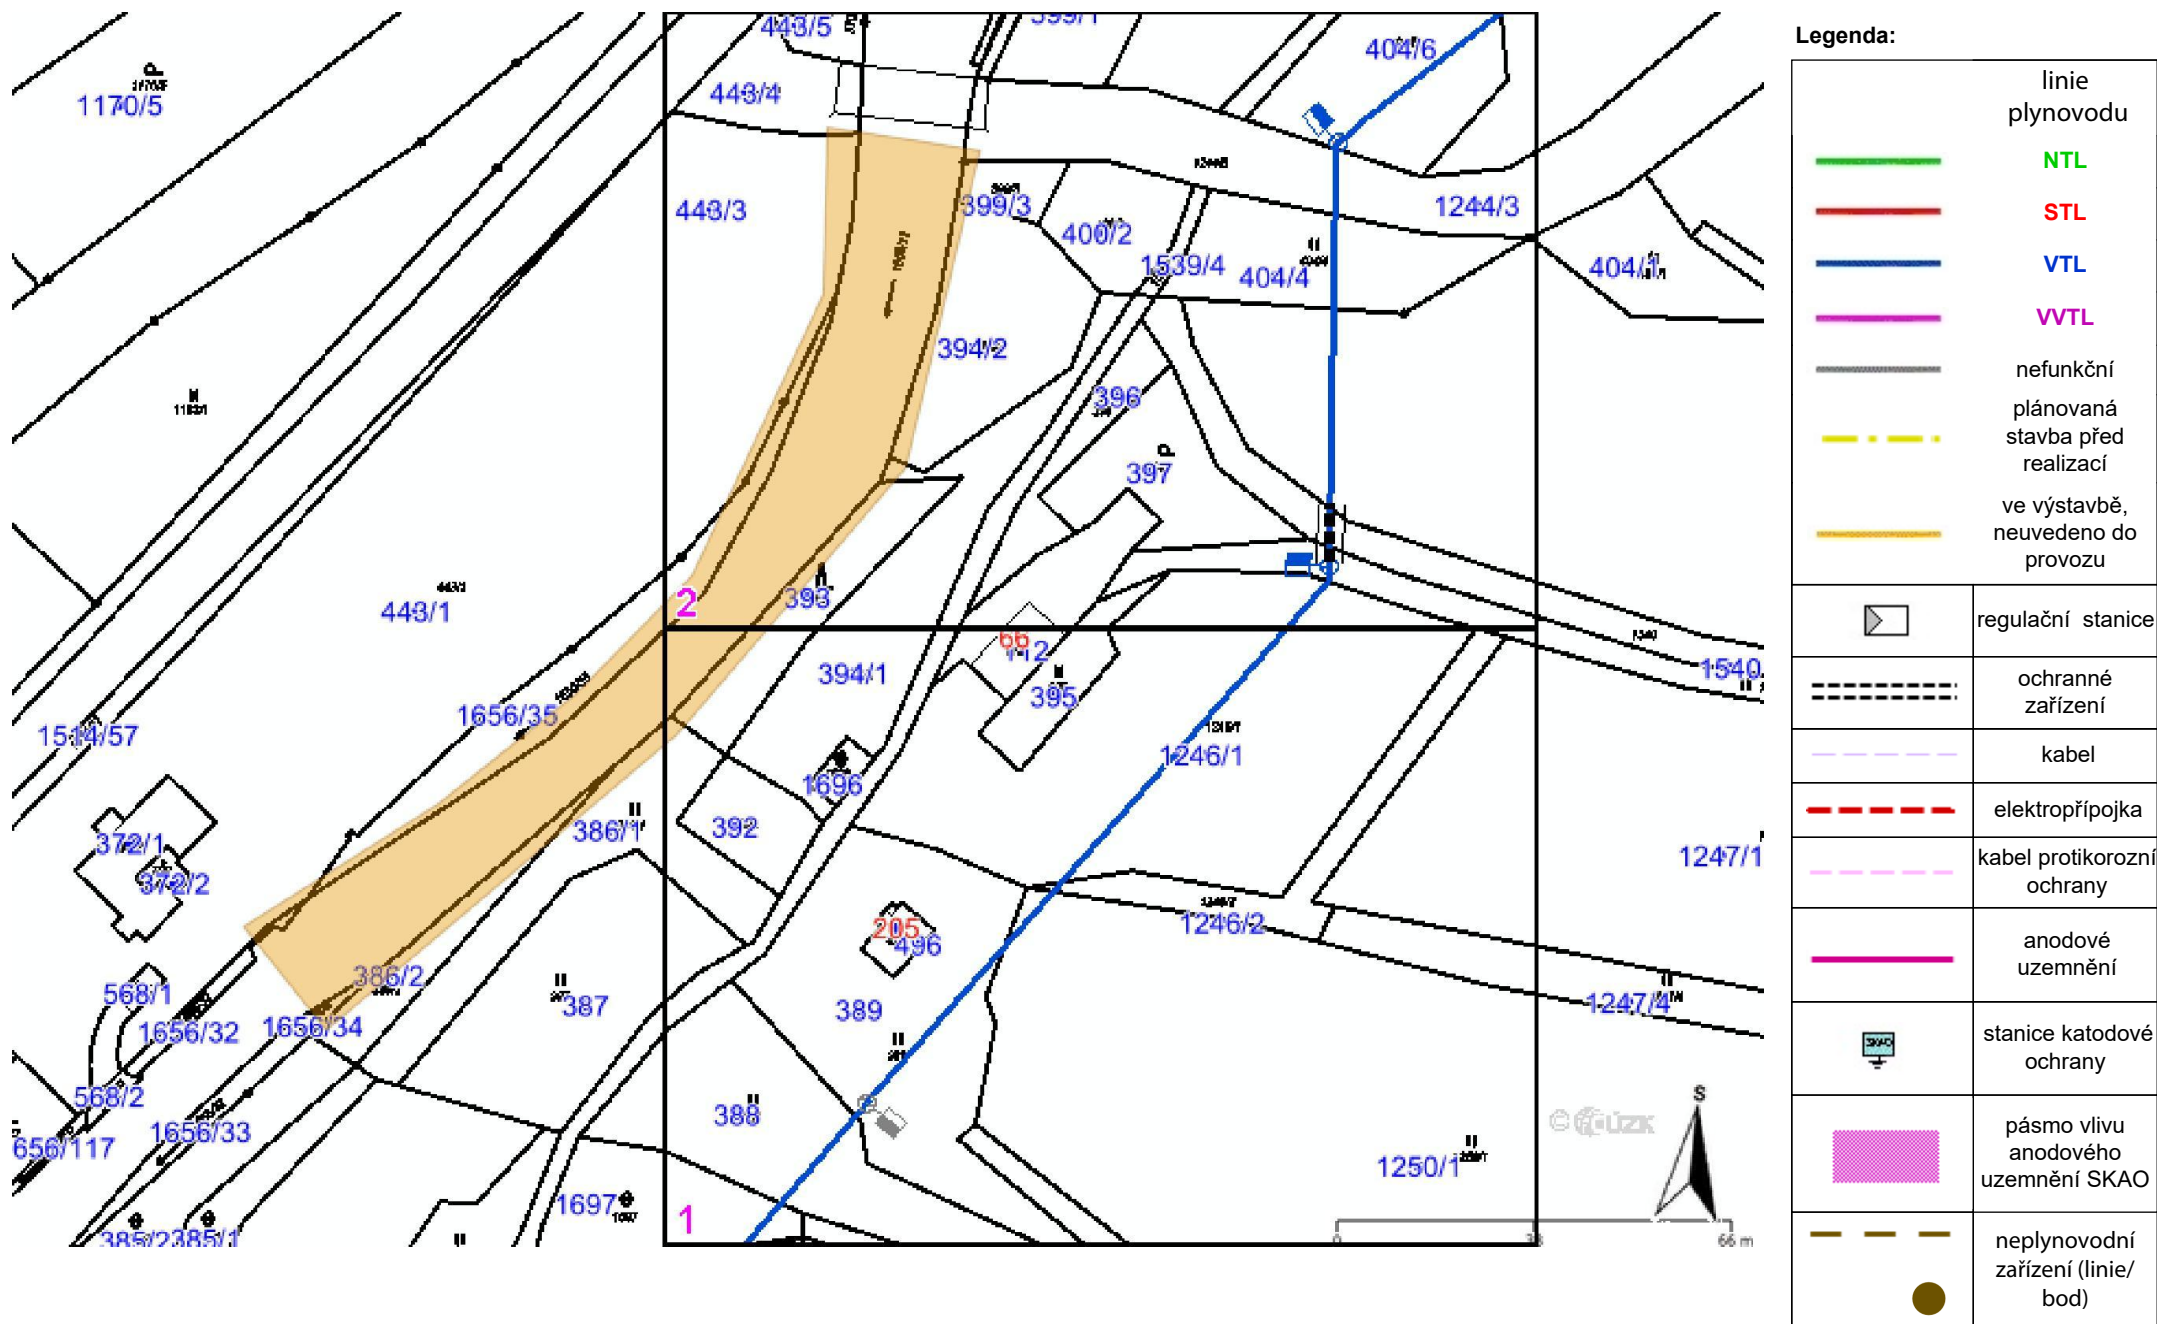 443/5
399/1
404/6
1170/5
443/4
443/3
399/3
400/2
1539/4
404/4
1244/3
404/1
394/2
396
397
443/1
393
2
66
112
394/1
395
1540
1656/35
1514/57
1246/1
1696
372/1
372/2
386/1
392
1247/1
205
496
1246/2
386/2
568/1
387
389
1247/4
1656/32
1656/34
568/2
388
1656/33
656/117
1250/1
1697
1
385/2
385/1
S
0
33
66 m
Legenda:
linie
plynovodu
NTL
STL
VTL
VVTL
nefunkční
plánovaná
stavba před
realizací
ve výstavbě,
neuvedeno do
provozu
regulační stanice
ochranné
zařízení
kabel
elektropřípojka
kabel protikorozní
ochrany
anodové
uzemnění
SKAO
stanice katodové
ochrany
pásmo vlivu
anodového
uzemnění SKAO
neplynovodní
zařízení (linie/
bod)